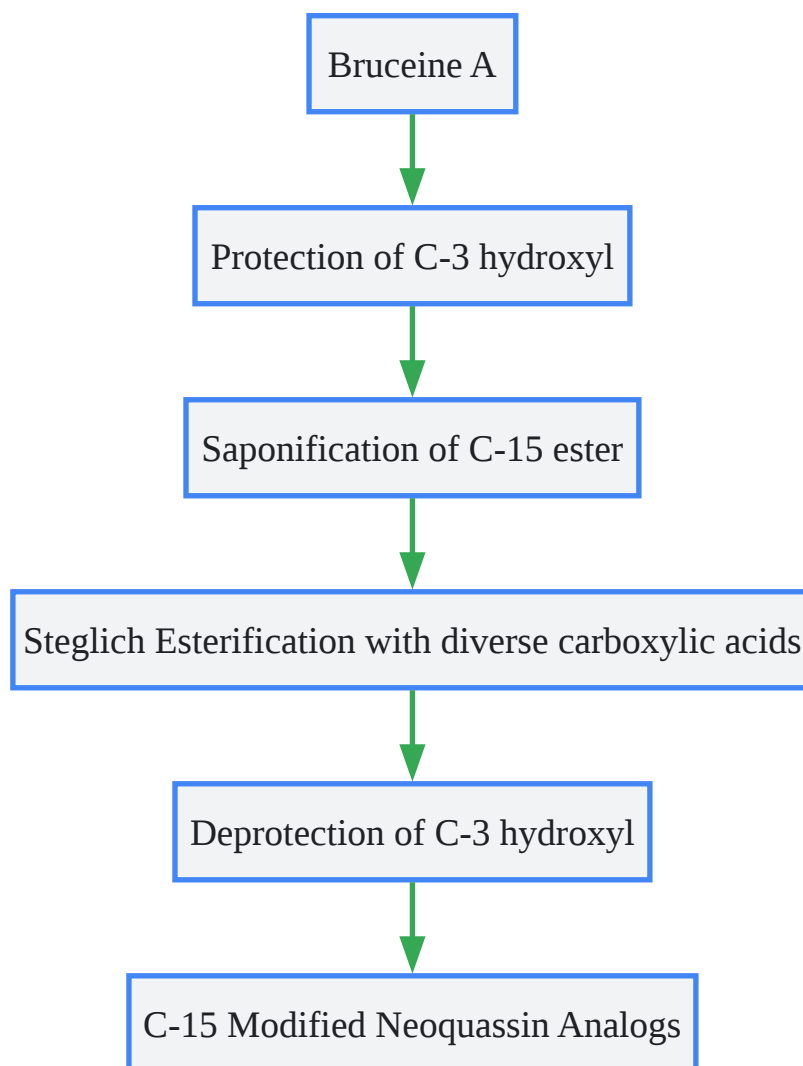 Bruceine A
Protection of C-3 hydroxyl
Saponification of C-15 ester
Steglich Esterification with diverse carboxylic acids
Deprotection of C-3 hydroxyl
C-15 Modified Neoquassin Analogs